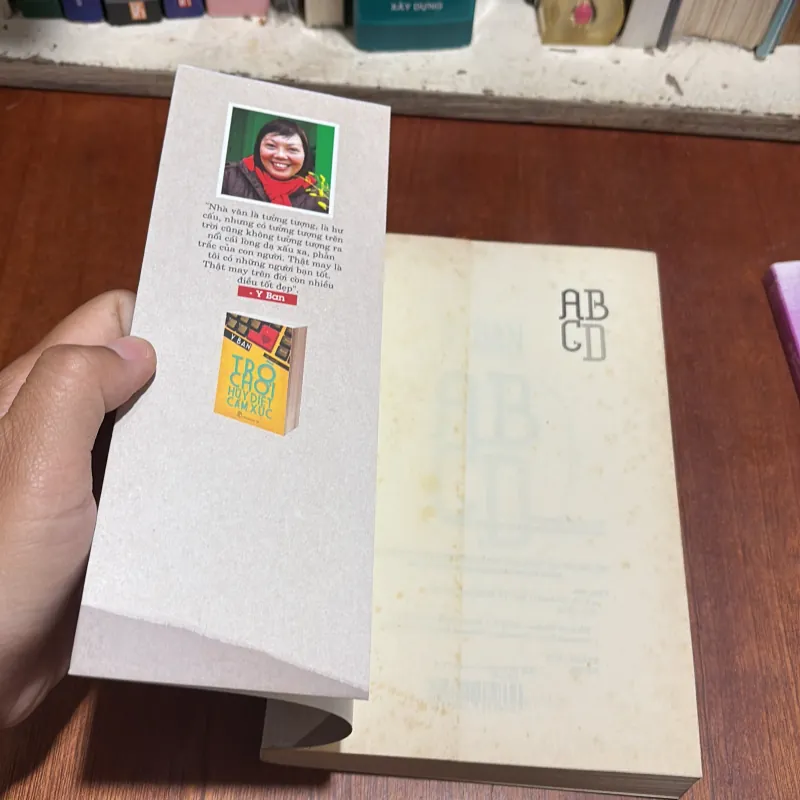 XÂY DỰNG
"Nhà văn là tưởng tượng, là hư
cấu, nhưng có tưởng tượng trên
trời cũng không tưởng tượng ra
nổi cái lòng dạ xấu xa, phản
trắc của con người. Thật may là
tôi có những người bạn tốt.
Thật may trên đời còn nhiều
điều tốt đẹp".
- Y Ban
Y BAN
TRÒ
CHƠI
HỦY DIỆT
CẢM XÚC
AB
CD